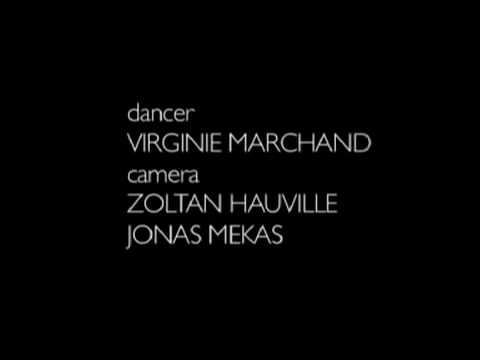 dancer
VIRGINIE MARCHAND
camera
ZOLTAN HAUVILLE
JONAS MEKAS